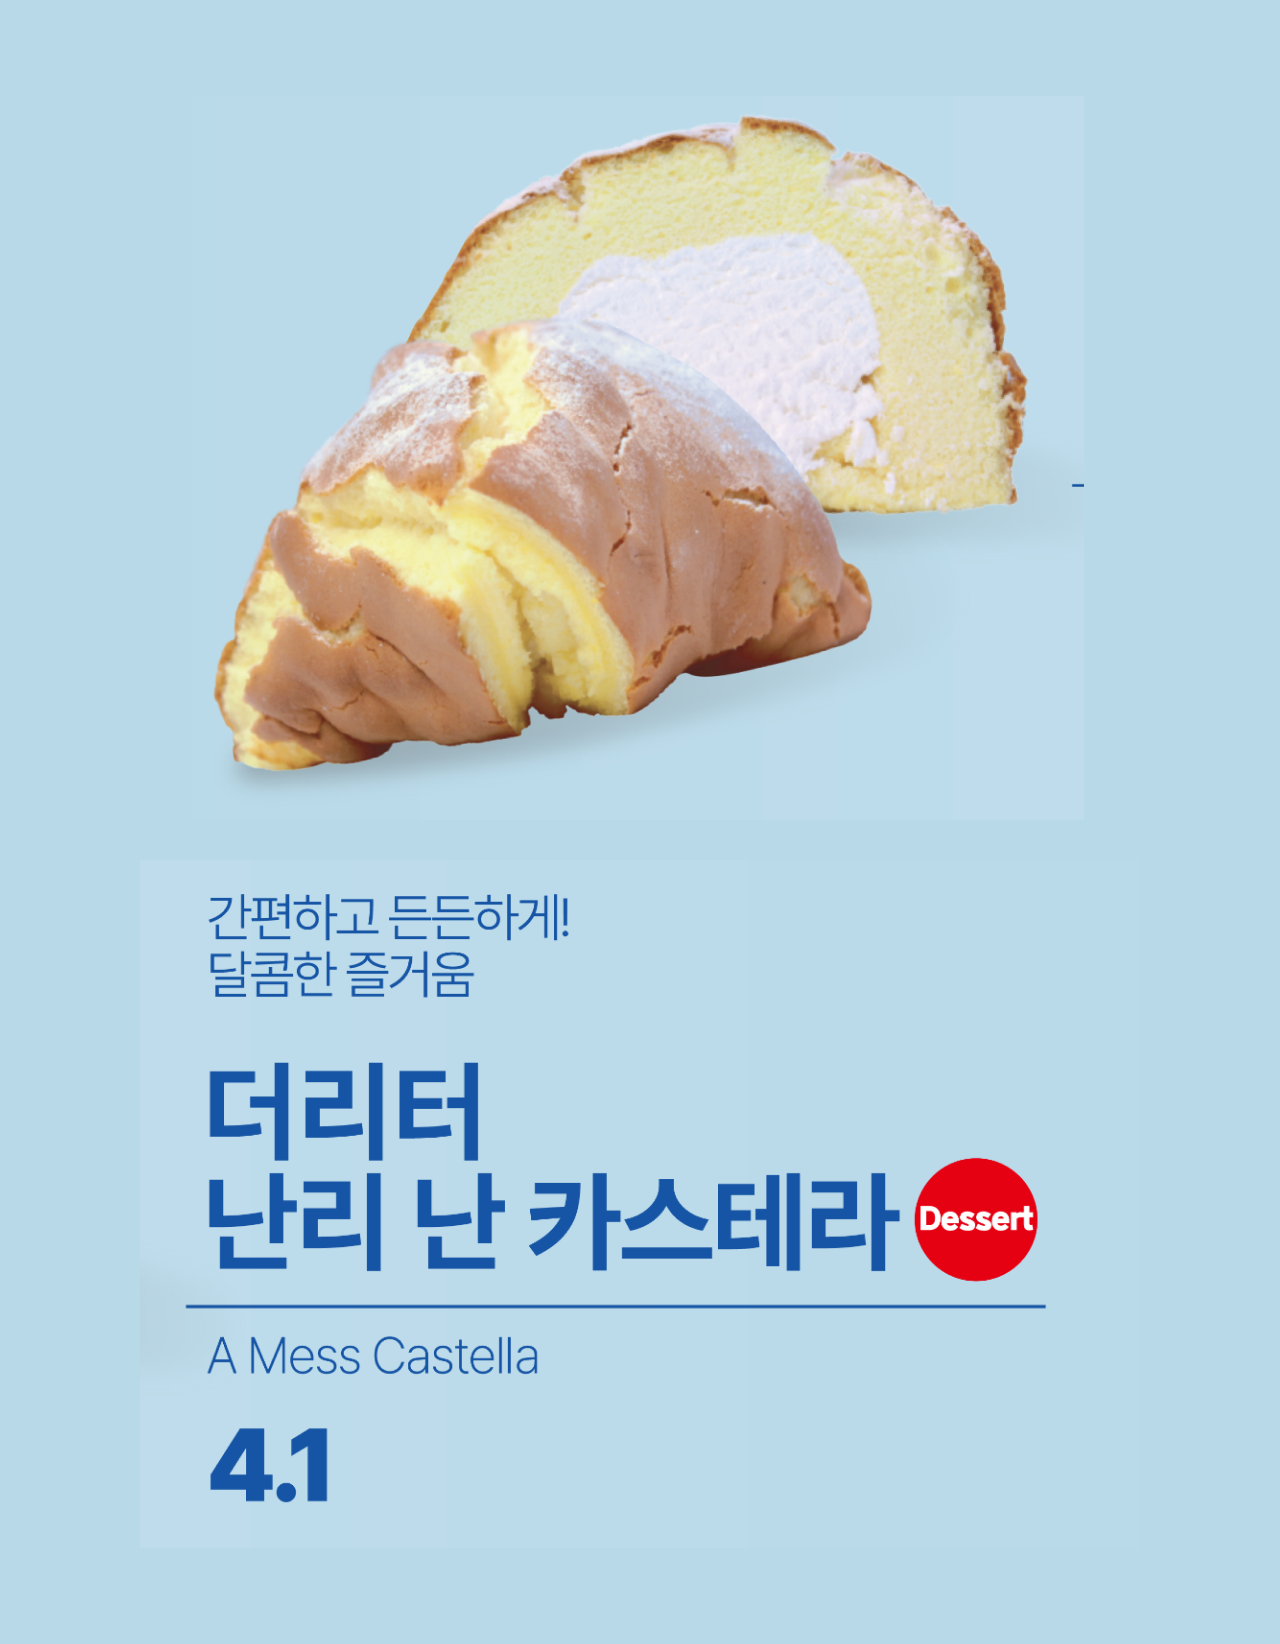 간편하고 든든하게!
달콤한 즐거움
더리터
난리 난 카스테라
Dessert
A Mess Castella
4.1